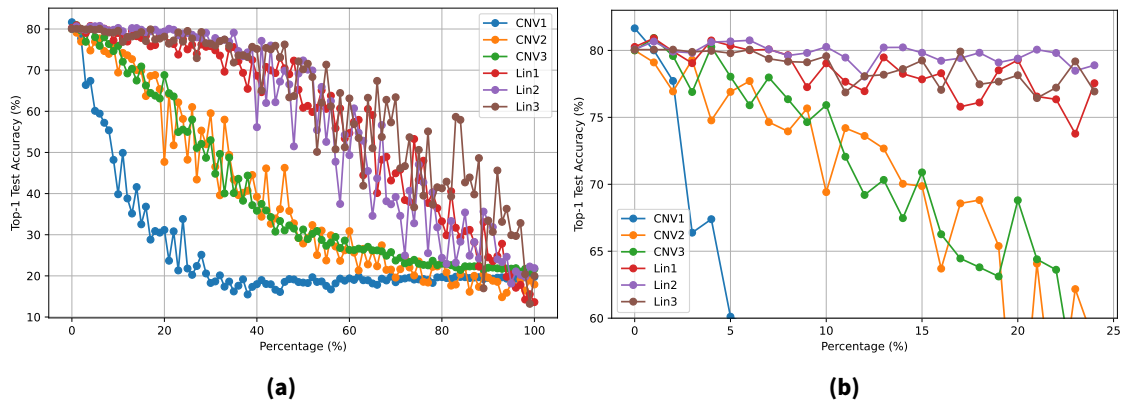 Top-1 Test Accuracy (%)
80
70
60
50
40
30
20
10
0
20
40
60
80
100
Percentage (%)
CNV1
CNV2
CNV3
Lin1
Lin2
Lin3
(a)
Top-1 Test Accuracy (%)
80
75
70
65
60
0
5
10
15
20
25
Percentage (%)
CNV1
CNV2
CNV3
Lin1
Lin2
Lin3
(b)